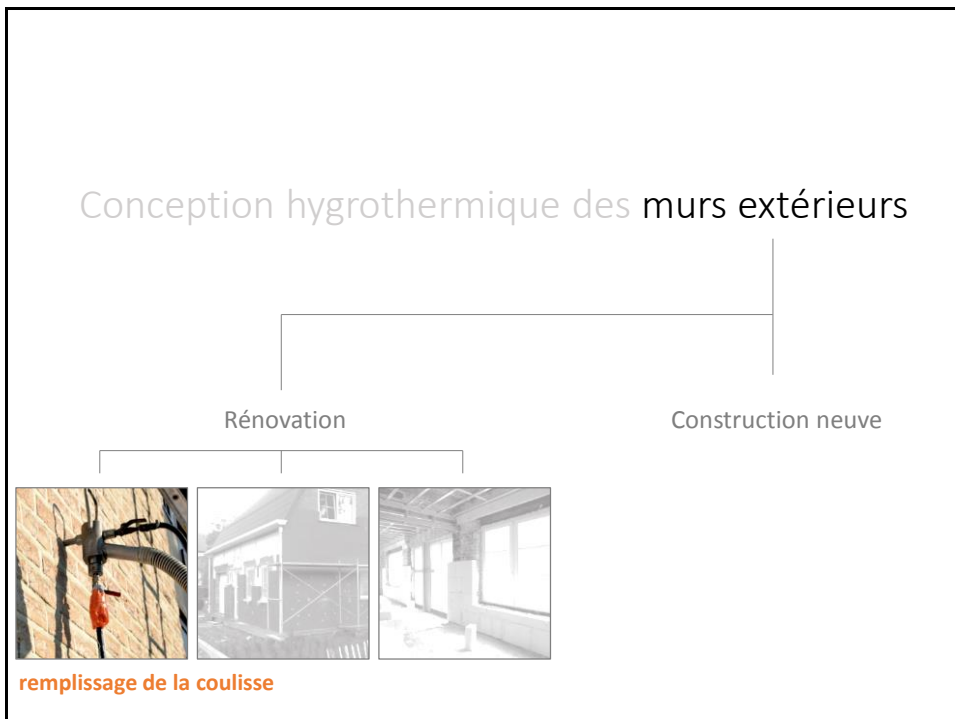 Conception hygrothermique des murs extérieurs
Rénovation
Construction neuve
remplissage de la coulisse